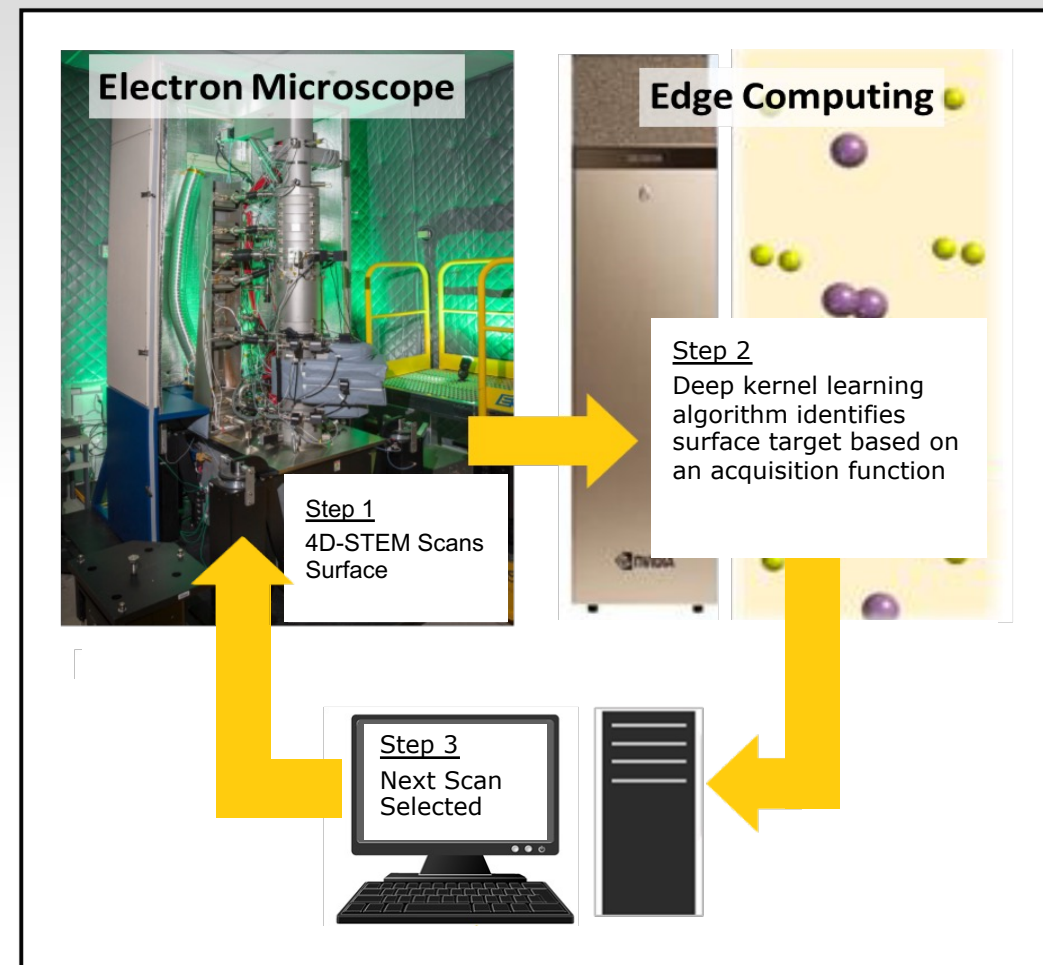 Electron Microscope
Edge Computing
Step 1
4D-STEM Scans
Surface
Step 2
Deep kernel learning
algorithm identifies
surface target based on
an acquisition function
NVIDIA
Step 3
Next Scan
Selected